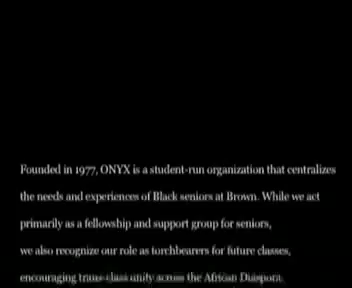 Founded in 1977, ONYX is a student-run organization that centralizes
the needs and experiences of Black seniors at Brown. While we act
primarily as a fellowship and support group for seniors,
we also recognize our role as torchbearers for future classes,
encouraging trans-class unity across the African Diaspora.